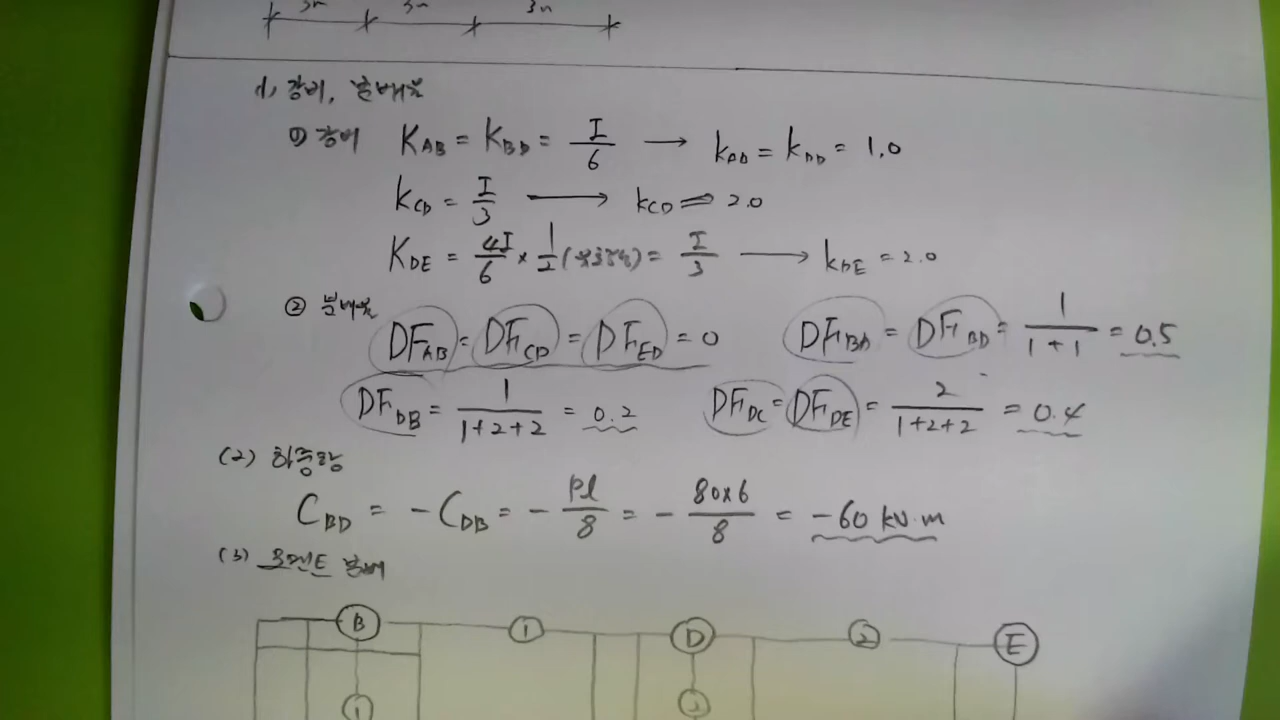 3m 3m 3m
(1) 강비, 분배율
① 강비 K_AB = K_BD = I/6 → k_AB = k_BD = 1.0
K_CD = I/3 → k_CD = 2.0
K_DE = 4I/6 × 1/2 = I/3 → k_DE = 2.0
② 분배율
DF_AB = DF_CD = DF_ED = 0 DF_BA = DF_BD = 1/(1+1) = 0.5
DF_DB = 1/(1+2+2) = 0.2 DF_DC = DF_DE = 2/(1+2+2) = 0.4
(2) 하중항
C_BD = -C_DB = - Pl/8 = - 80×6/8 = -60 kN·m
(3) 모멘트 분배
B ① D ② E
① ②